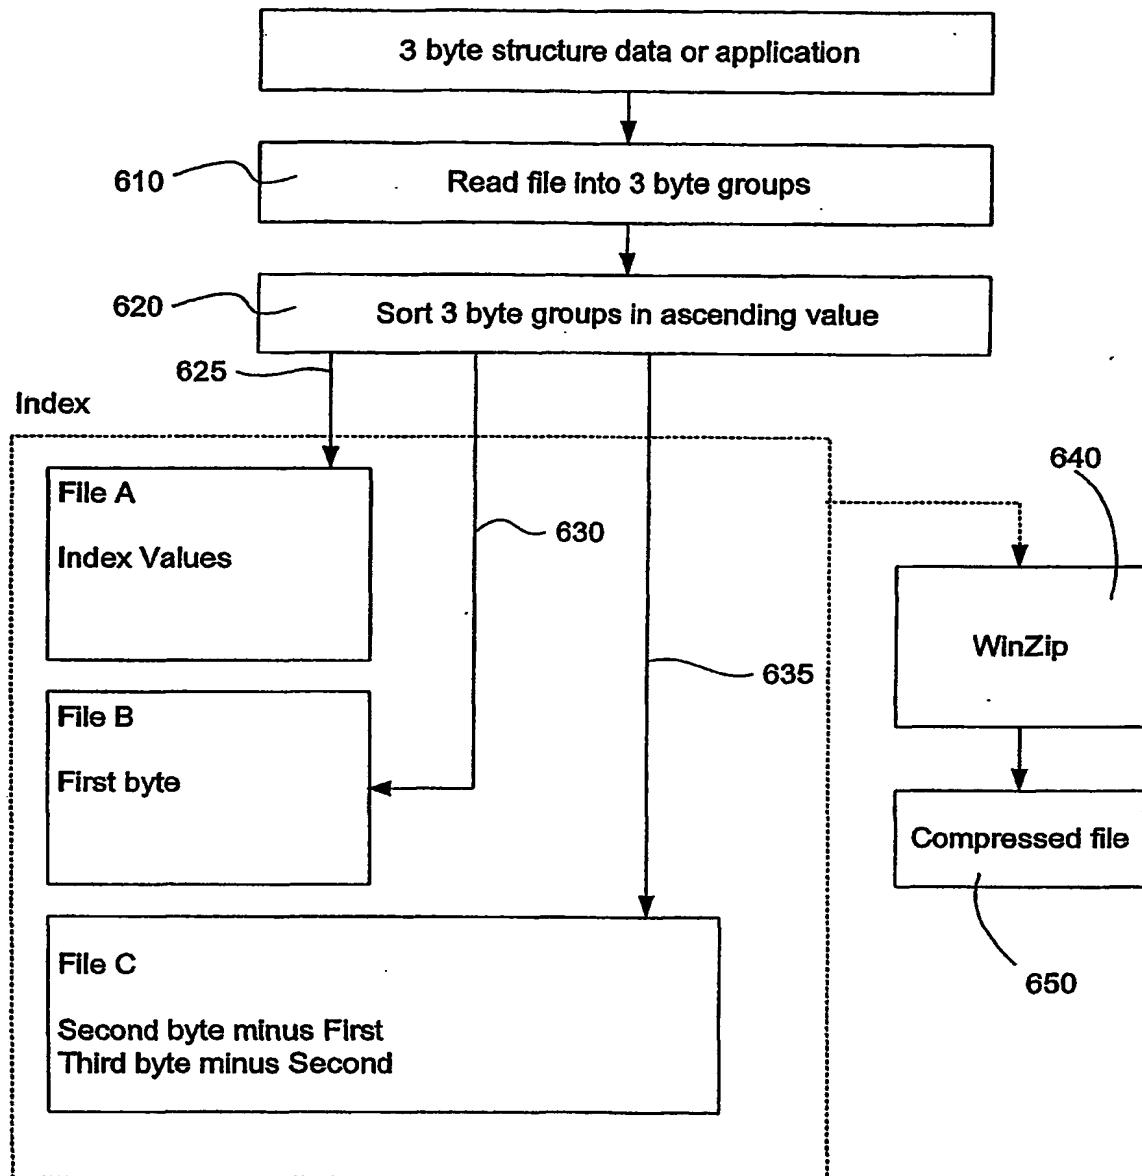 3 byte structure data or application
610
Read file into 3 byte groups
620
Sort 3 byte groups in ascending value
625
Index
File A
Index Values
630
640
File B
First byte
635
WinZip
Compressed file
File C
Second byte minus First
Third byte minus Second
650